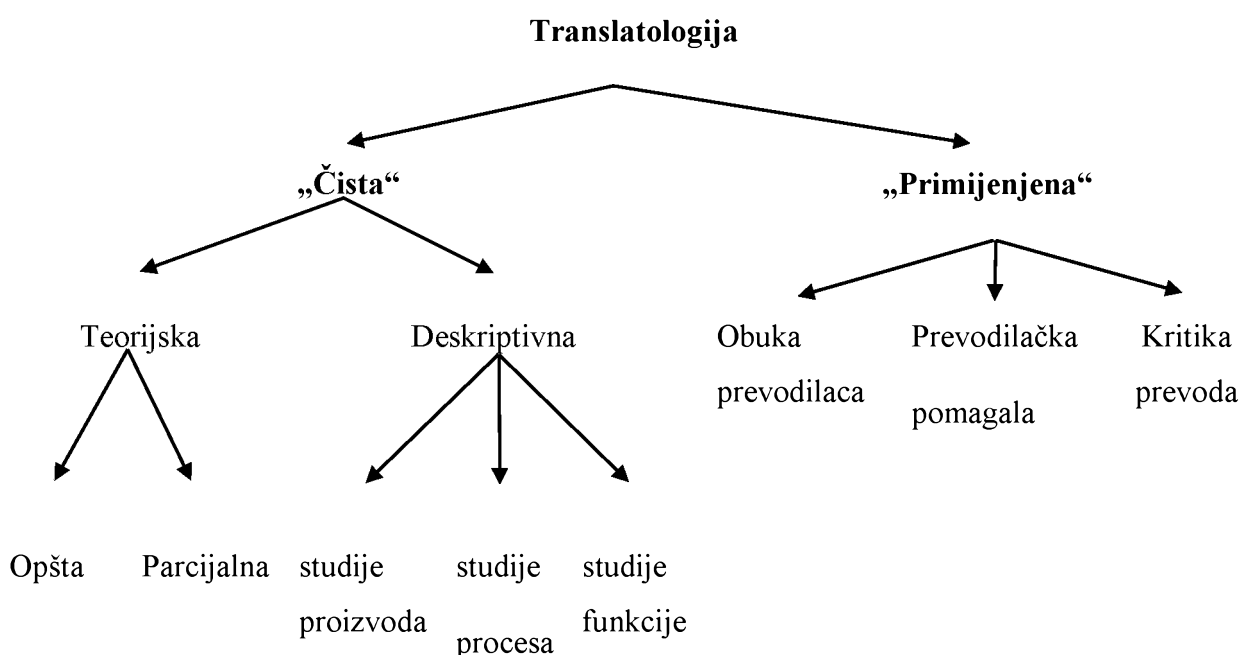 Translatologija
„Čista“
„Primijenjena“
Teorijska
Deskriptivna
Obuka
prevodilaca
Prevodilačka
pomagala
Kritika
prevoda
Opšta
Parcijalna
studije
proizvoda
studije
procesa
studije
funkcije